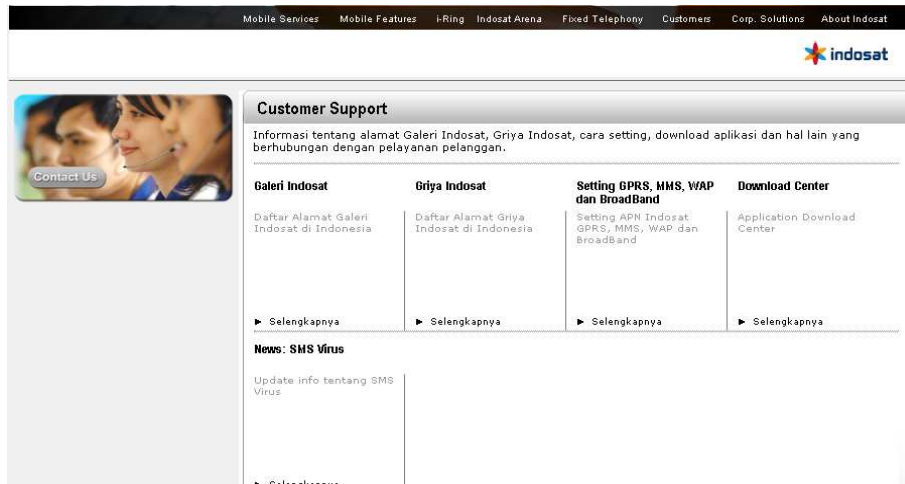 Mobile Services Mobile Features i-Ring Indosat Arena Fixed Telephony Customers Corp. Solutions About Indosat
indosat
Contact Us
Customer Support
Informasi tentang alamat Galeri Indosat, Griya Indosat, cara setting, download aplikasi dan hal lain yang
berhubungan dengan pelayanan pelanggan.
Galeri Indosat
Daftar Alamat Galeri
Indosat di Indonesia
► Selengkapnya
Griya Indosat
Daftar Alamat Griya
Indosat di Indonesia
► Selengkapnya
Setting GPRS, MMS, WAP
dan BroadBand
Setting APN Indosat
GPRS, MMS, WAP dan
BroadBand
► Selengkapnya
Download Center
Application Download
Center
► Selengkapnya
News: SMS Virus
Update info tentang SMS
Virus
► Selengkapnya